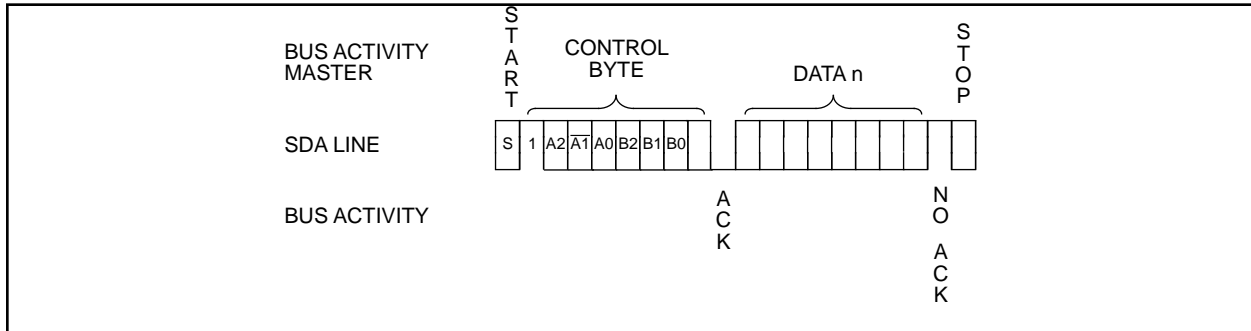 START
BUS ACTIVITY
MASTER
CONTROL
BYTE
DATA n
STOP
SDA LINE
S 1 A2 A̅1̅ A0 B2 B1 B0
BUS ACTIVITY
ACK
NO ACK